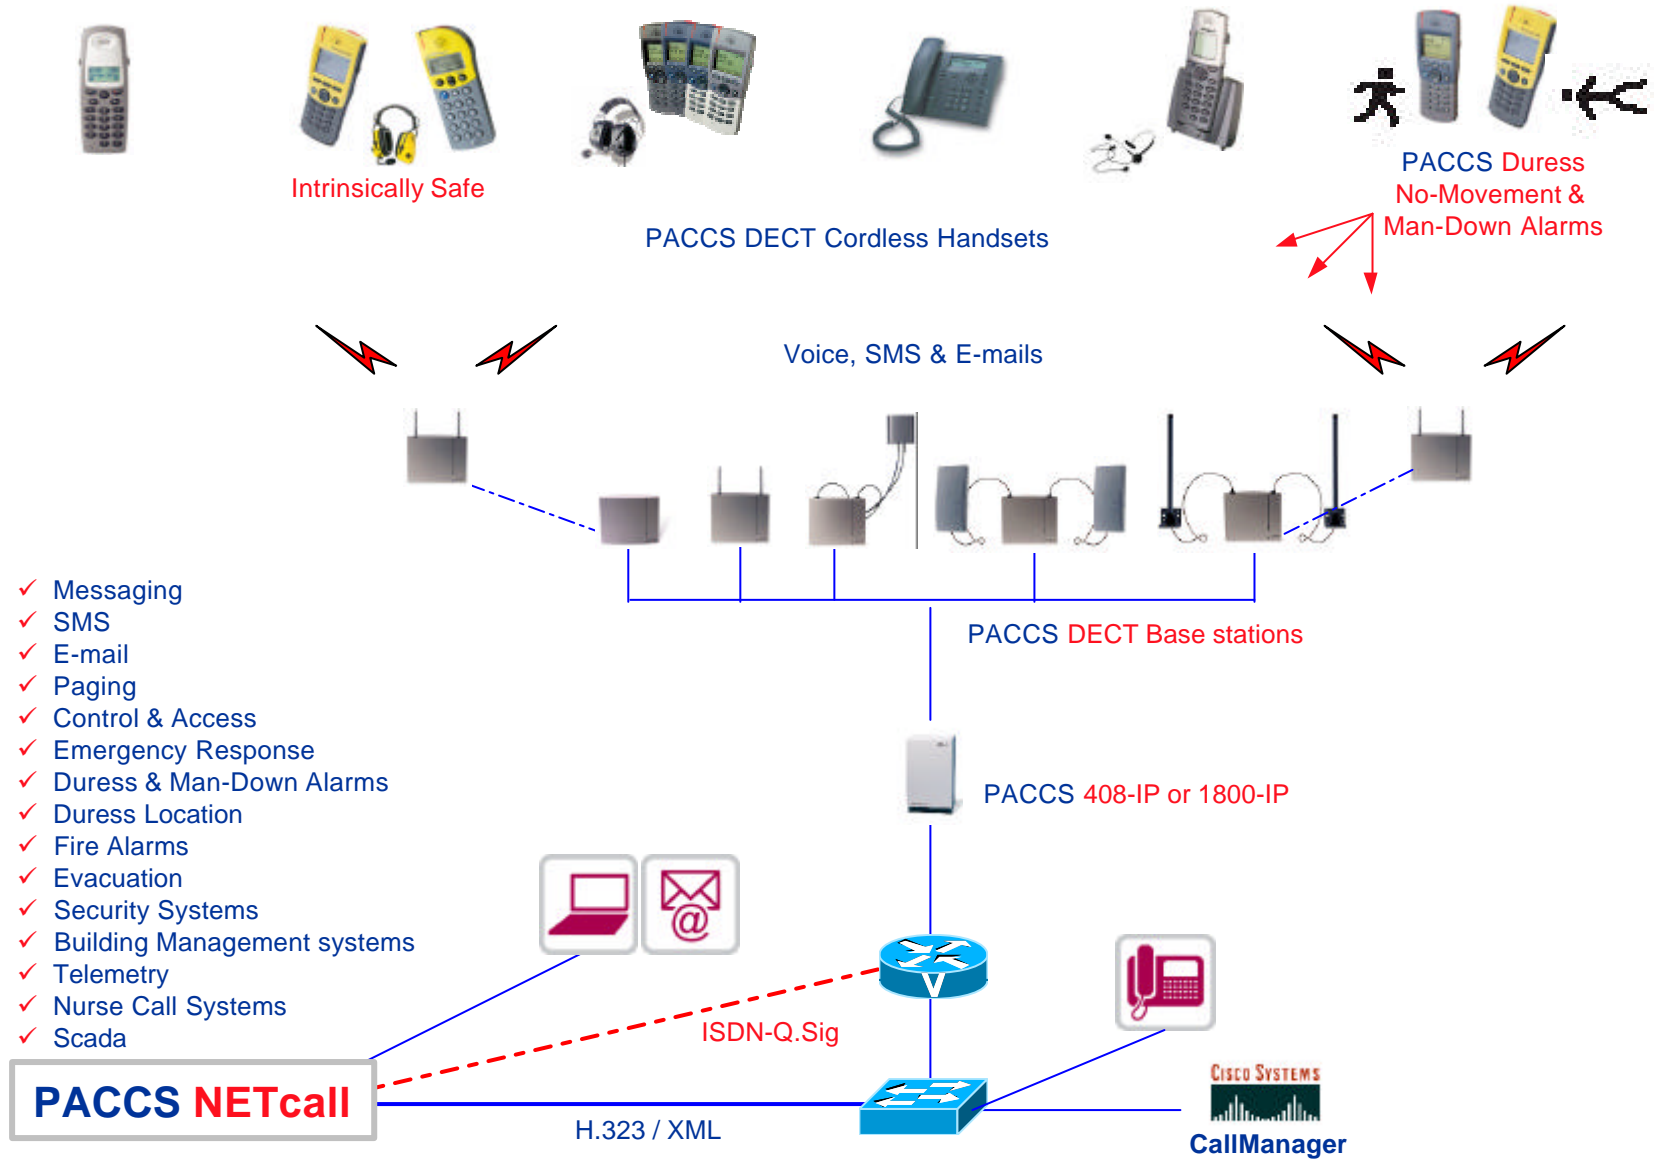 Intrinsically Safe
PACCS Duress
No-Movement &
Man-Down Alarms
PACCS DECT Cordless Handsets
Voice, SMS & E-mails
PACCS DECT Base stations
✓ Messaging
✓ SMS
✓ E-mail
✓ Paging
✓ Control & Access
✓ Emergency Response
✓ Duress & Man-Down Alarms
✓ Duress Location
✓ Fire Alarms
✓ Evacuation
✓ Security Systems
✓ Building Management systems
✓ Telemetry
✓ Nurse Call Systems
✓ Scada
PACCS 408-IP or 1800-IP
@
V
ISDN-Q.Sig
PACCS NETcall
H.323 / XML
CISCO SYSTEMS
CallManager